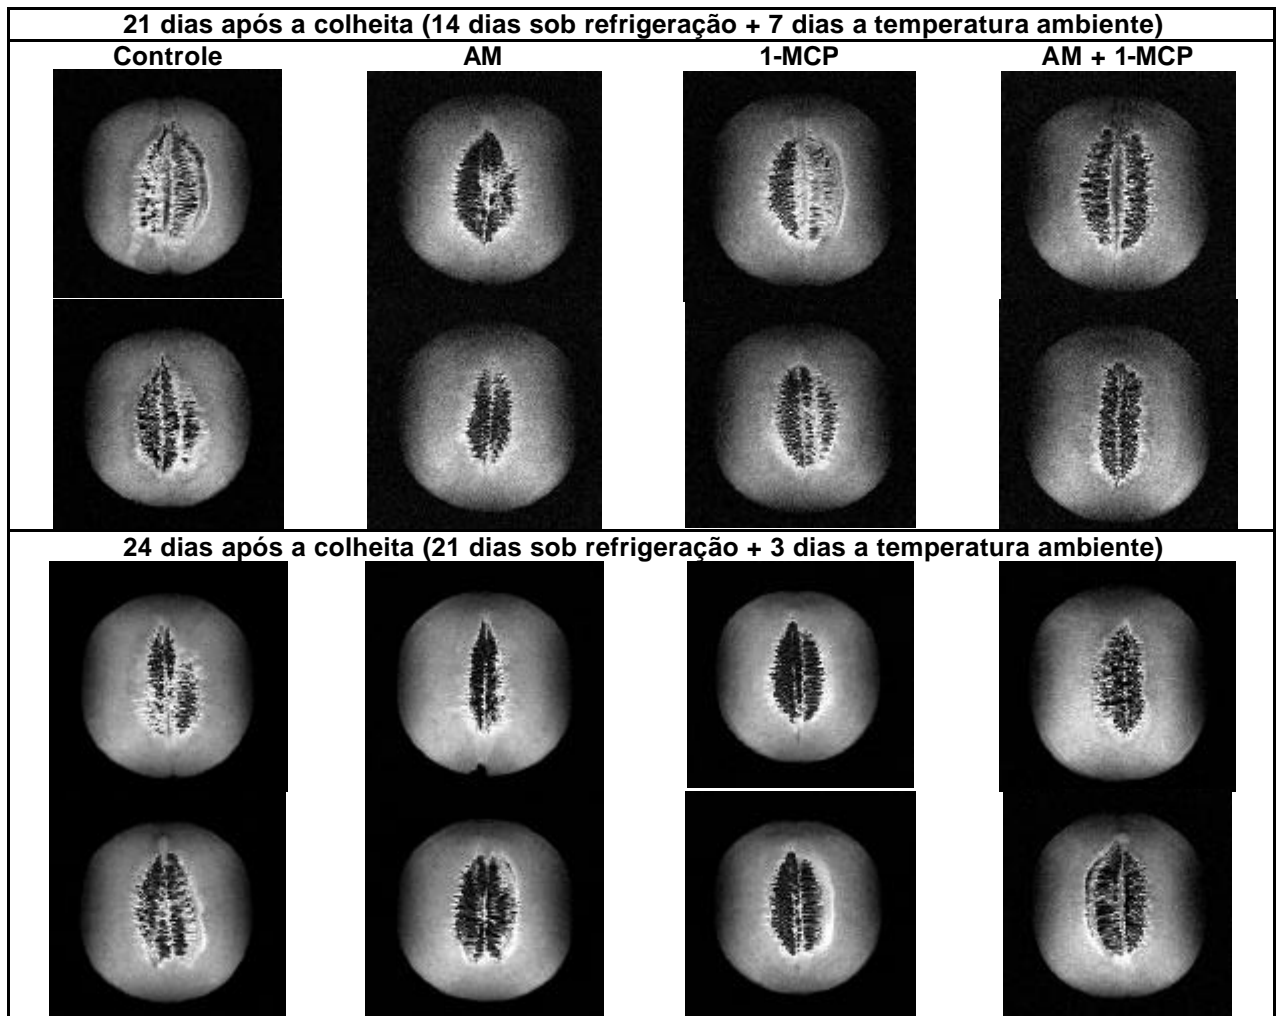 21 dias após a colheita (14 dias sob refrigeração + 7 dias a temperatura ambiente)
Controle AM 1-MCP AM + 1-MCP
24 dias após a colheita (21 dias sob refrigeração + 3 dias a temperatura ambiente)